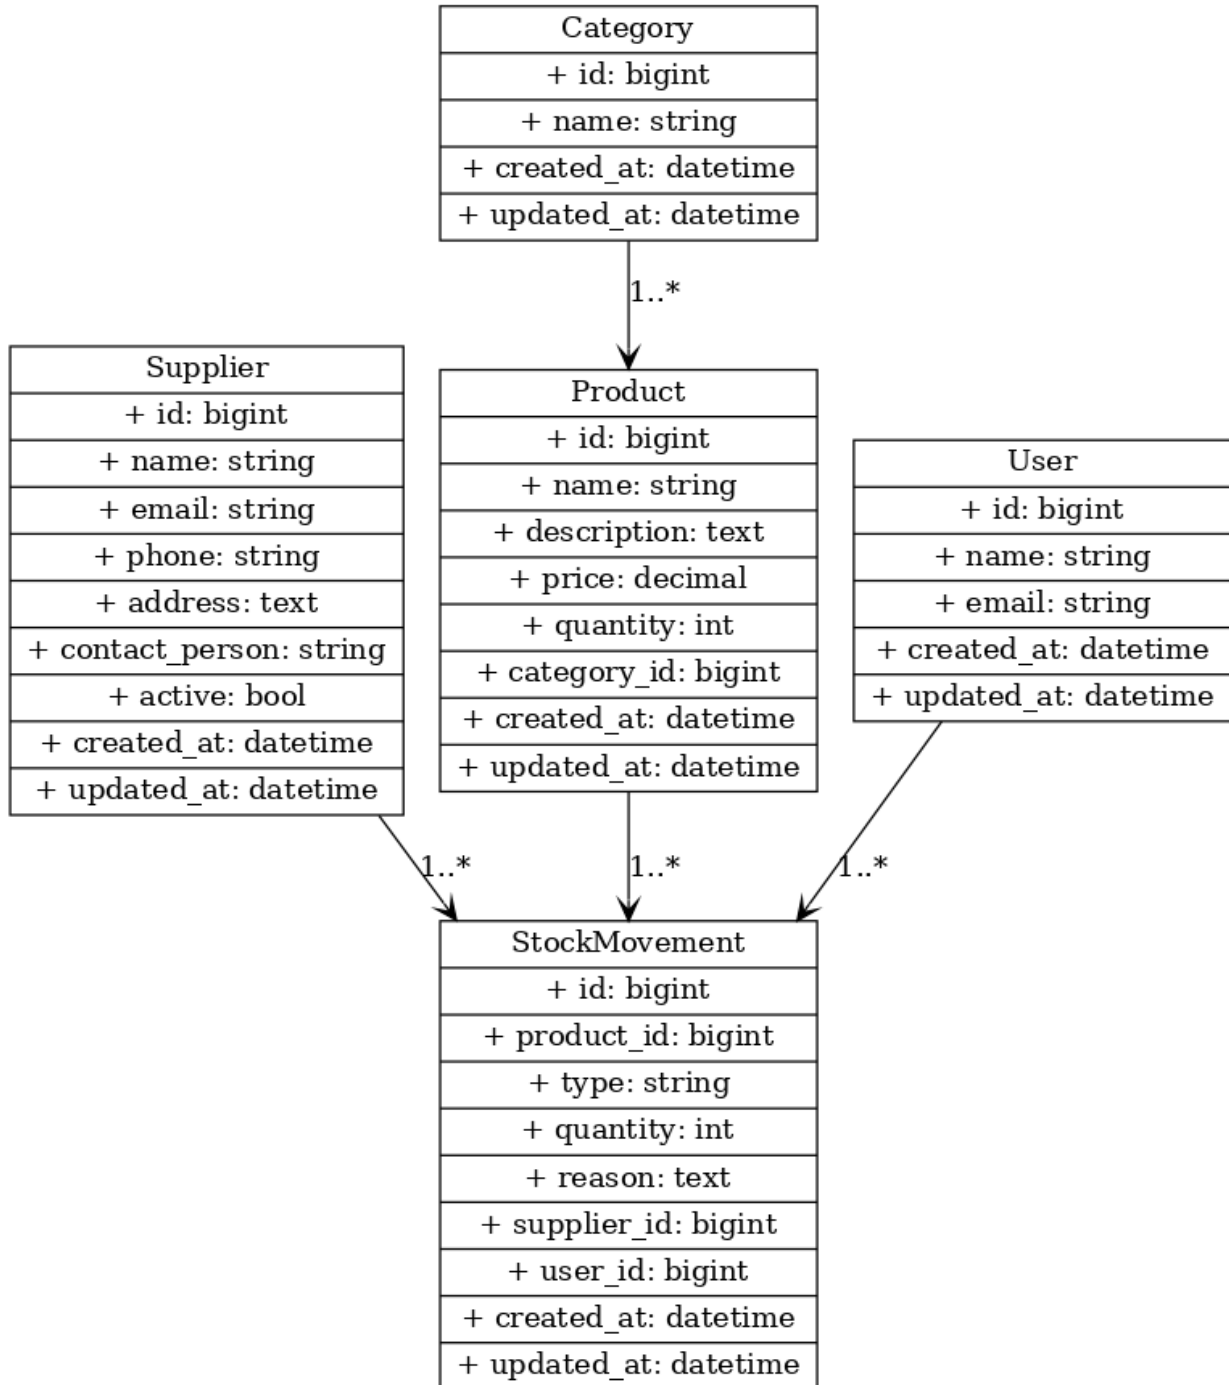 Category
+ id: bigint
+ name: string
+ created_at: datetime
+ updated_at: datetime
1..*
Supplier
+ id: bigint
+ name: string
+ email: string
+ phone: string
+ address: text
+ contact_person: string
+ active: bool
+ created_at: datetime
+ updated_at: datetime
Product
+ id: bigint
+ name: string
+ description: text
+ price: decimal
+ quantity: int
+ category_id: bigint
+ created_at: datetime
+ updated_at: datetime
User
+ id: bigint
+ name: string
+ email: string
+ created_at: datetime
+ updated_at: datetime
1..*
1..*
1..*
StockMovement
+ id: bigint
+ product_id: bigint
+ type: string
+ quantity: int
+ reason: text
+ supplier_id: bigint
+ user_id: bigint
+ created_at: datetime
+ updated_at: datetime